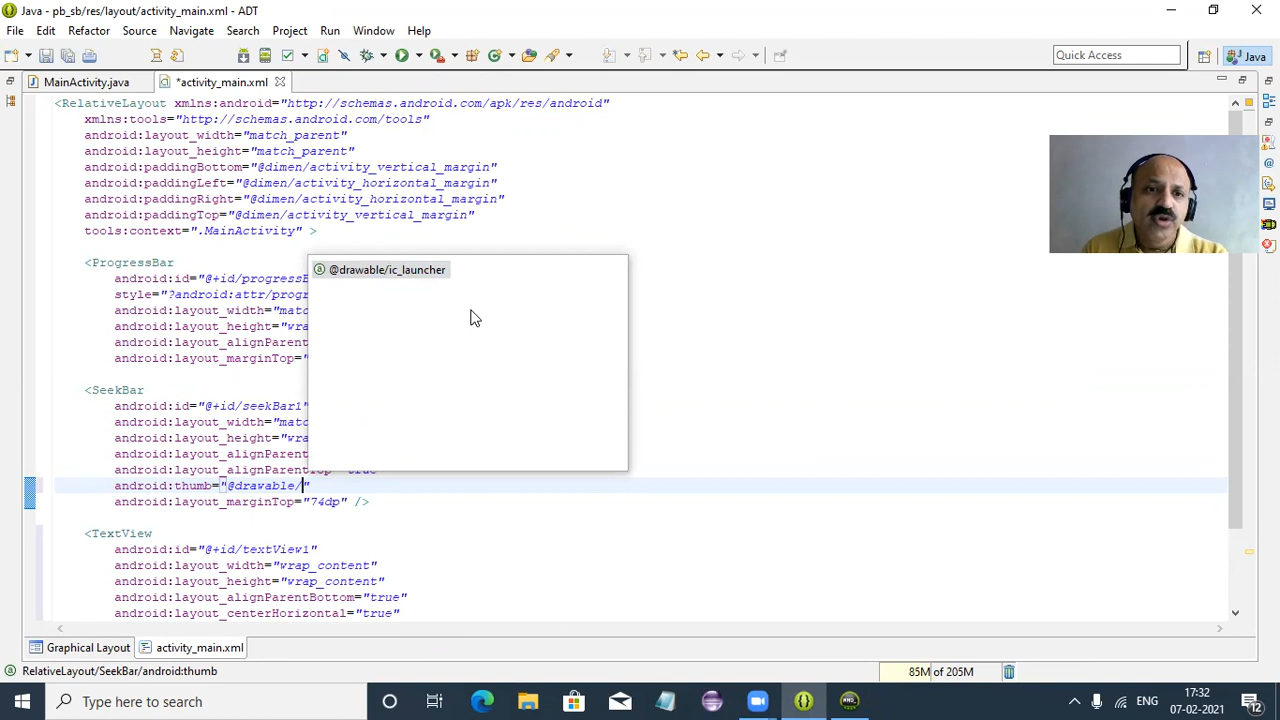 Java - pb_sb/res/layout/activity_main.xml - ADT
File Edit Refactor Source Navigate Search Project Run Window Help
Quick Access
Java
MainActivity.java
*activity_main.xml
<RelativeLayout xmlns:android="http://schemas.android.com/apk/res/android"
xmlns:tools="http://schemas.android.com/tools"
android:layout_width="match_parent"
android:layout_height="match_parent"
android:paddingBottom="@dimen/activity_vertical_margin"
android:paddingLeft="@dimen/activity_horizontal_margin"
android:paddingRight="@dimen/activity_horizontal_margin"
android:paddingTop="@dimen/activity_vertical_margin"
tools:context=".MainActivity" >
<ProgressBar
android:id="@+id/progressB
style="?android:attr/progr
android:layout_width="matc
android:layout_height="wra
android:layout_alignParent
android:layout_marginTop="
@drawable/ic_launcher
<SeekBar
android:id="@+id/seekBar1"
android:layout_width="matc
android:layout_height="wra
android:layout_alignParent
android:layout_alignParentTop="true"
android:thumb="@drawable/"
android:layout_marginTop="74dp" />
<TextView
android:id="@+id/textView1"
android:layout_width="wrap_content"
android:layout_height="wrap_content"
android:layout_alignParentBottom="true"
android:layout_centerHorizontal="true"
Graphical Layout
activity_main.xml
RelativeLayout/SeekBar/android:thumb
85M of 205M
Type here to search
17:32
07-02-2021
12